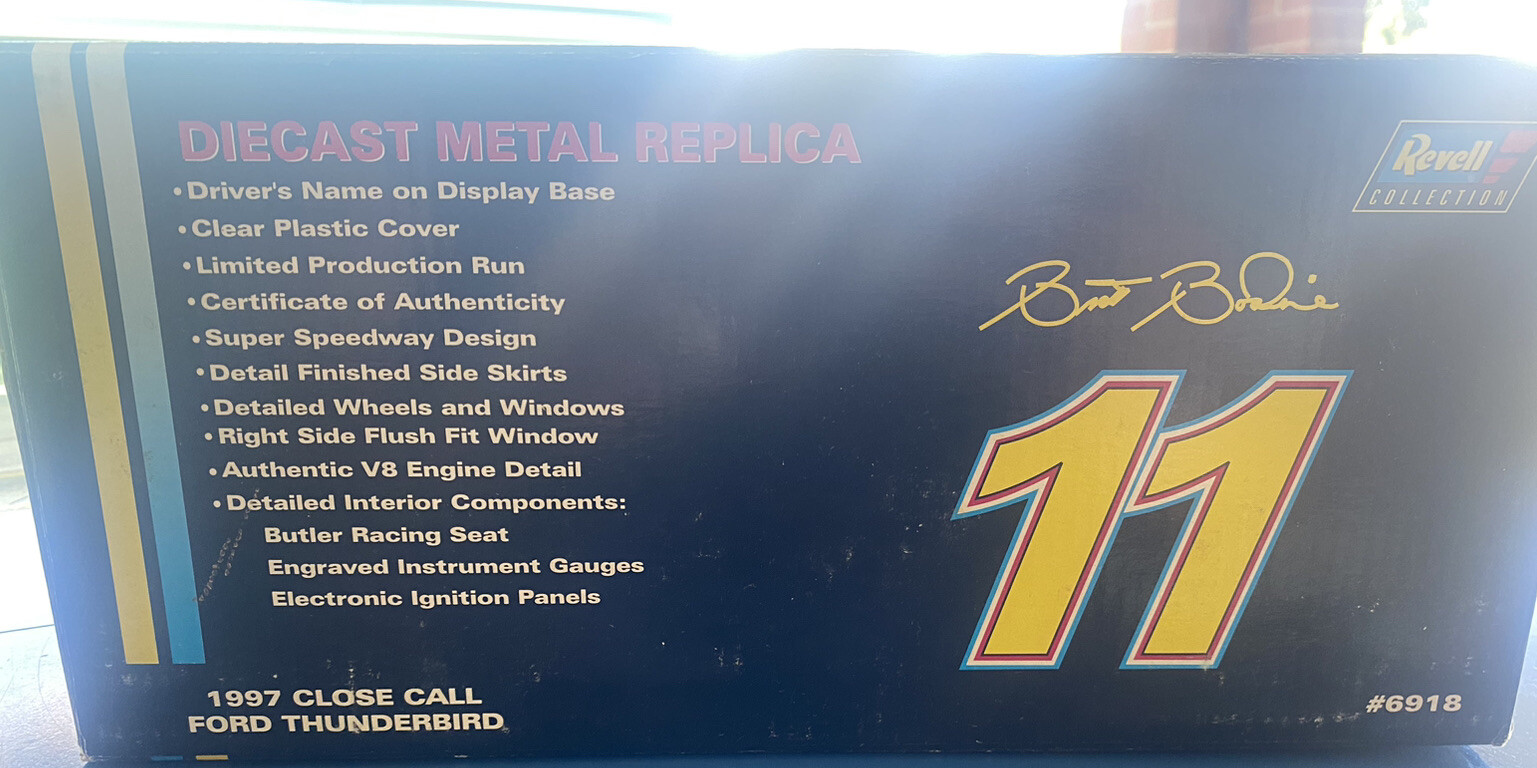 DIECAST METAL REPLICA
•Driver's Name on Display Base
•Clear Plastic Cover
•Limited Production Run
•Certificate of Authenticity
•Super Speedway Design
•Detail Finished Side Skirts
•Detailed Wheels and Windows
•Right Side Flush Fit Window
•Authentic V8 Engine Detail
•Detailed Interior Components:
Butler Racing Seat
Engraved Instrument Gauges
Electronic Ignition Panels
1997 CLOSE CALL
FORD THUNDERBIRD
Revell
COLLECTION
Brett Bodine
11
#6918